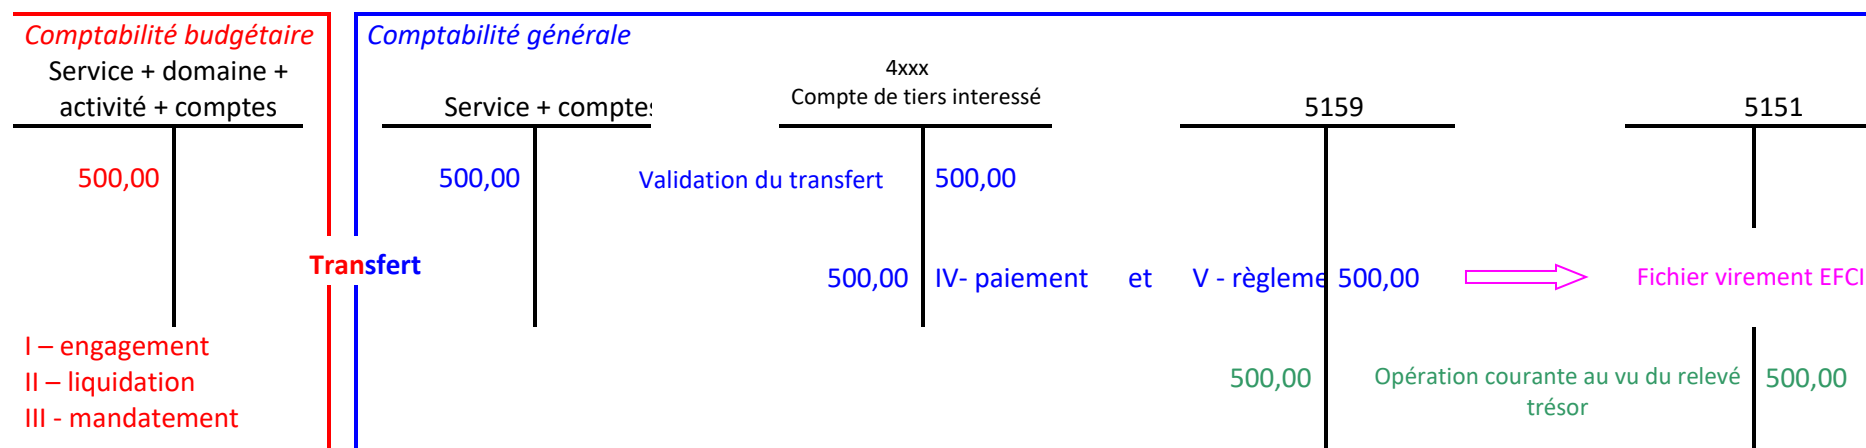 Comptabilité budgétaire
Service + domaine +
activité + comptes
Comptabilité générale
Service + comptes
4xxx
Compte de tiers interessé
5159
5151
500,00
500,00
Validation du transfert
500,00
Transfert
500,00
IV- paiement et V - règleme
500,00
Fichier virement EFCI
I – engagement
II – liquidation
III - mandatement
500,00
Opération courante au vu du relevé
trésor
500,00